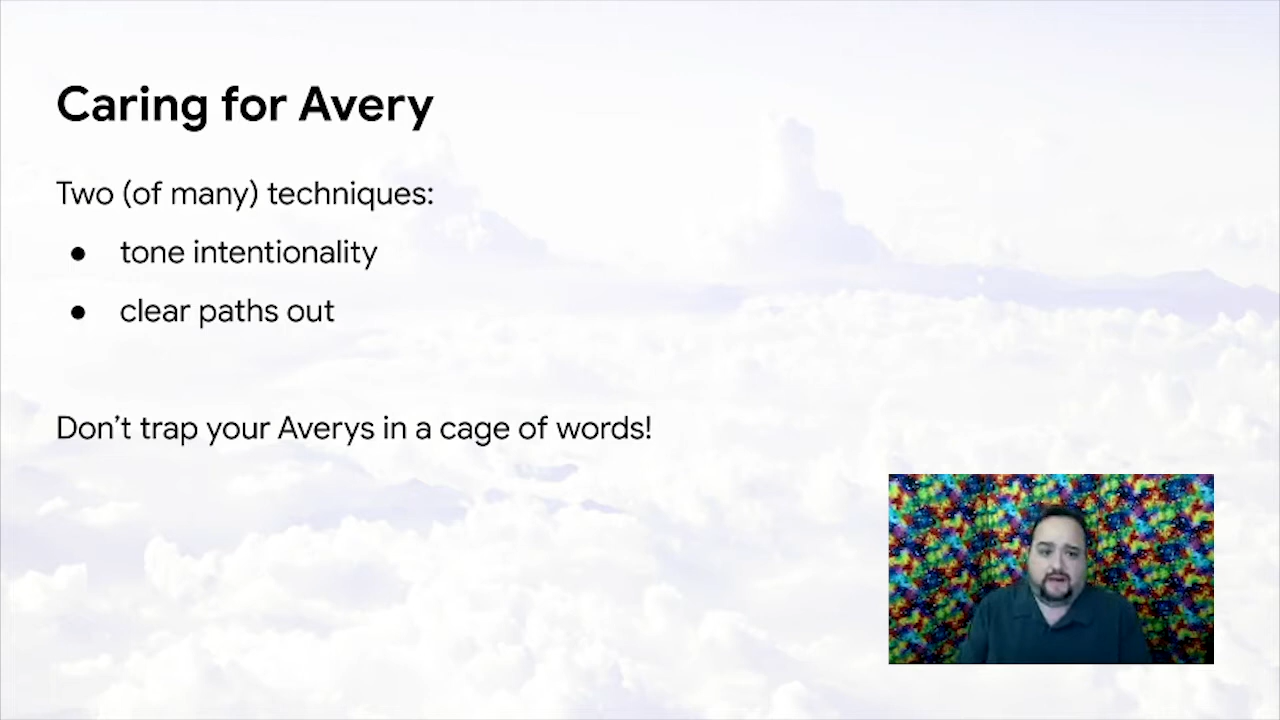 Caring for Avery
Two (of many) techniques:
● tone intentionality
● clear paths out
Don’t trap your Averys in a cage of words!